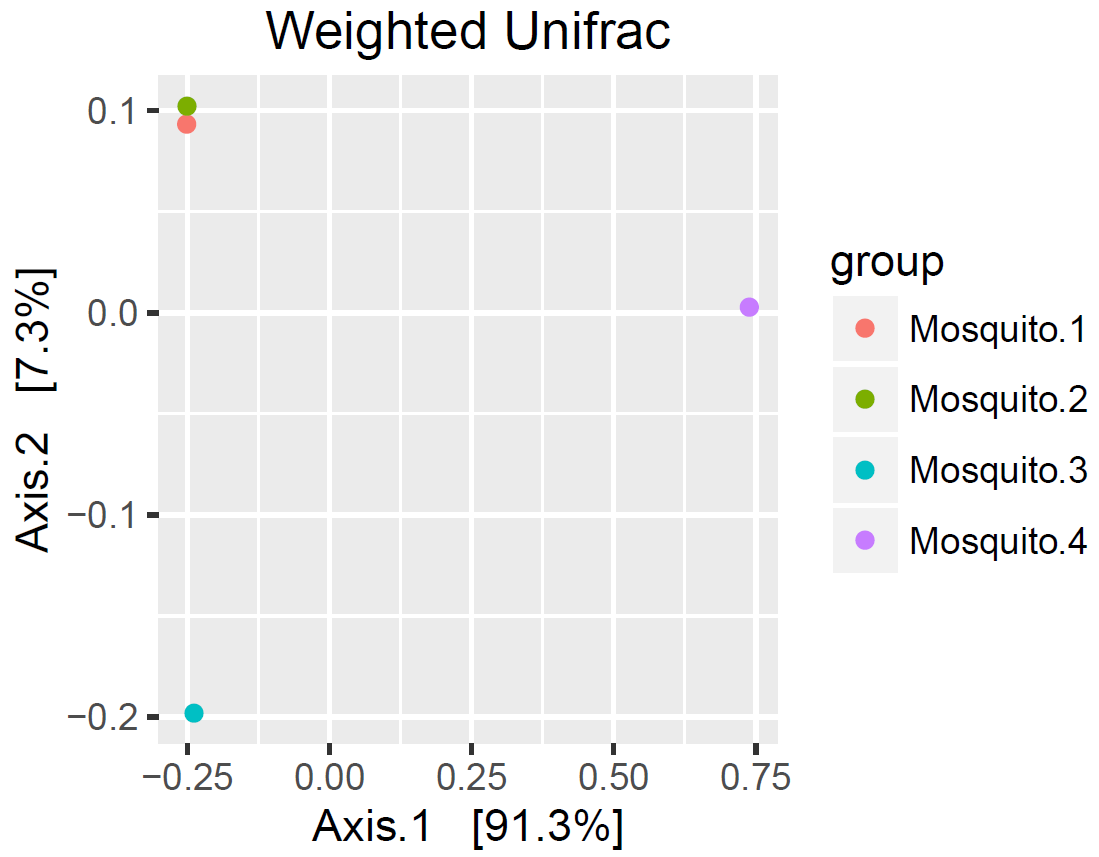 Weighted Unifrac
0.1
0.0
−0.1
−0.2
Axis.2 [7.3%]
−0.25 0.00 0.25 0.50 0.75
Axis.1 [91.3%]
group
Mosquito.1
Mosquito.2
Mosquito.3
Mosquito.4